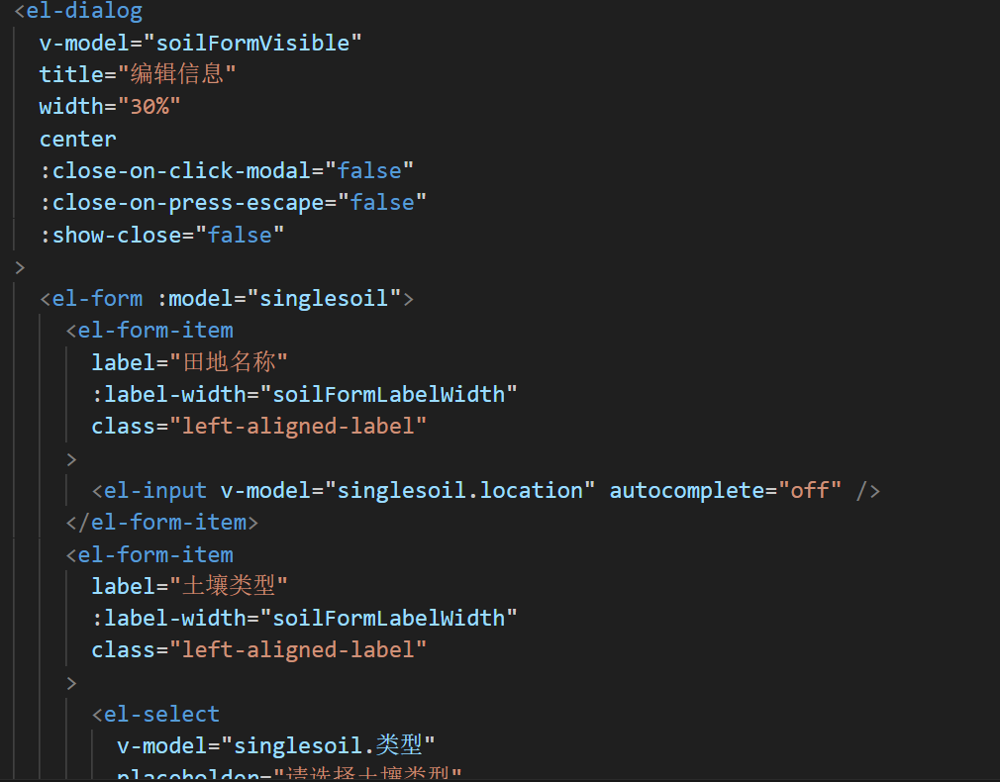 <el-dialog
v-model="soilFormVisible"
title="编辑信息"
width="30%"
center
:close-on-click-modal="false"
:close-on-press-escape="false"
:show-close="false"
>
<el-form :model="singlesoil">
<el-form-item
label="田地名称"
:label-width="soilFormLabelWidth"
class="left-aligned-label"
>
<el-input v-model="singlesoil.location" autocomplete="off" />
</el-form-item>
<el-form-item
label="土壤类型"
:label-width="soilFormLabelWidth"
class="left-aligned-label"
>
<el-select
v-model="singlesoil.类型"
placeholder="请选择土壤类型"